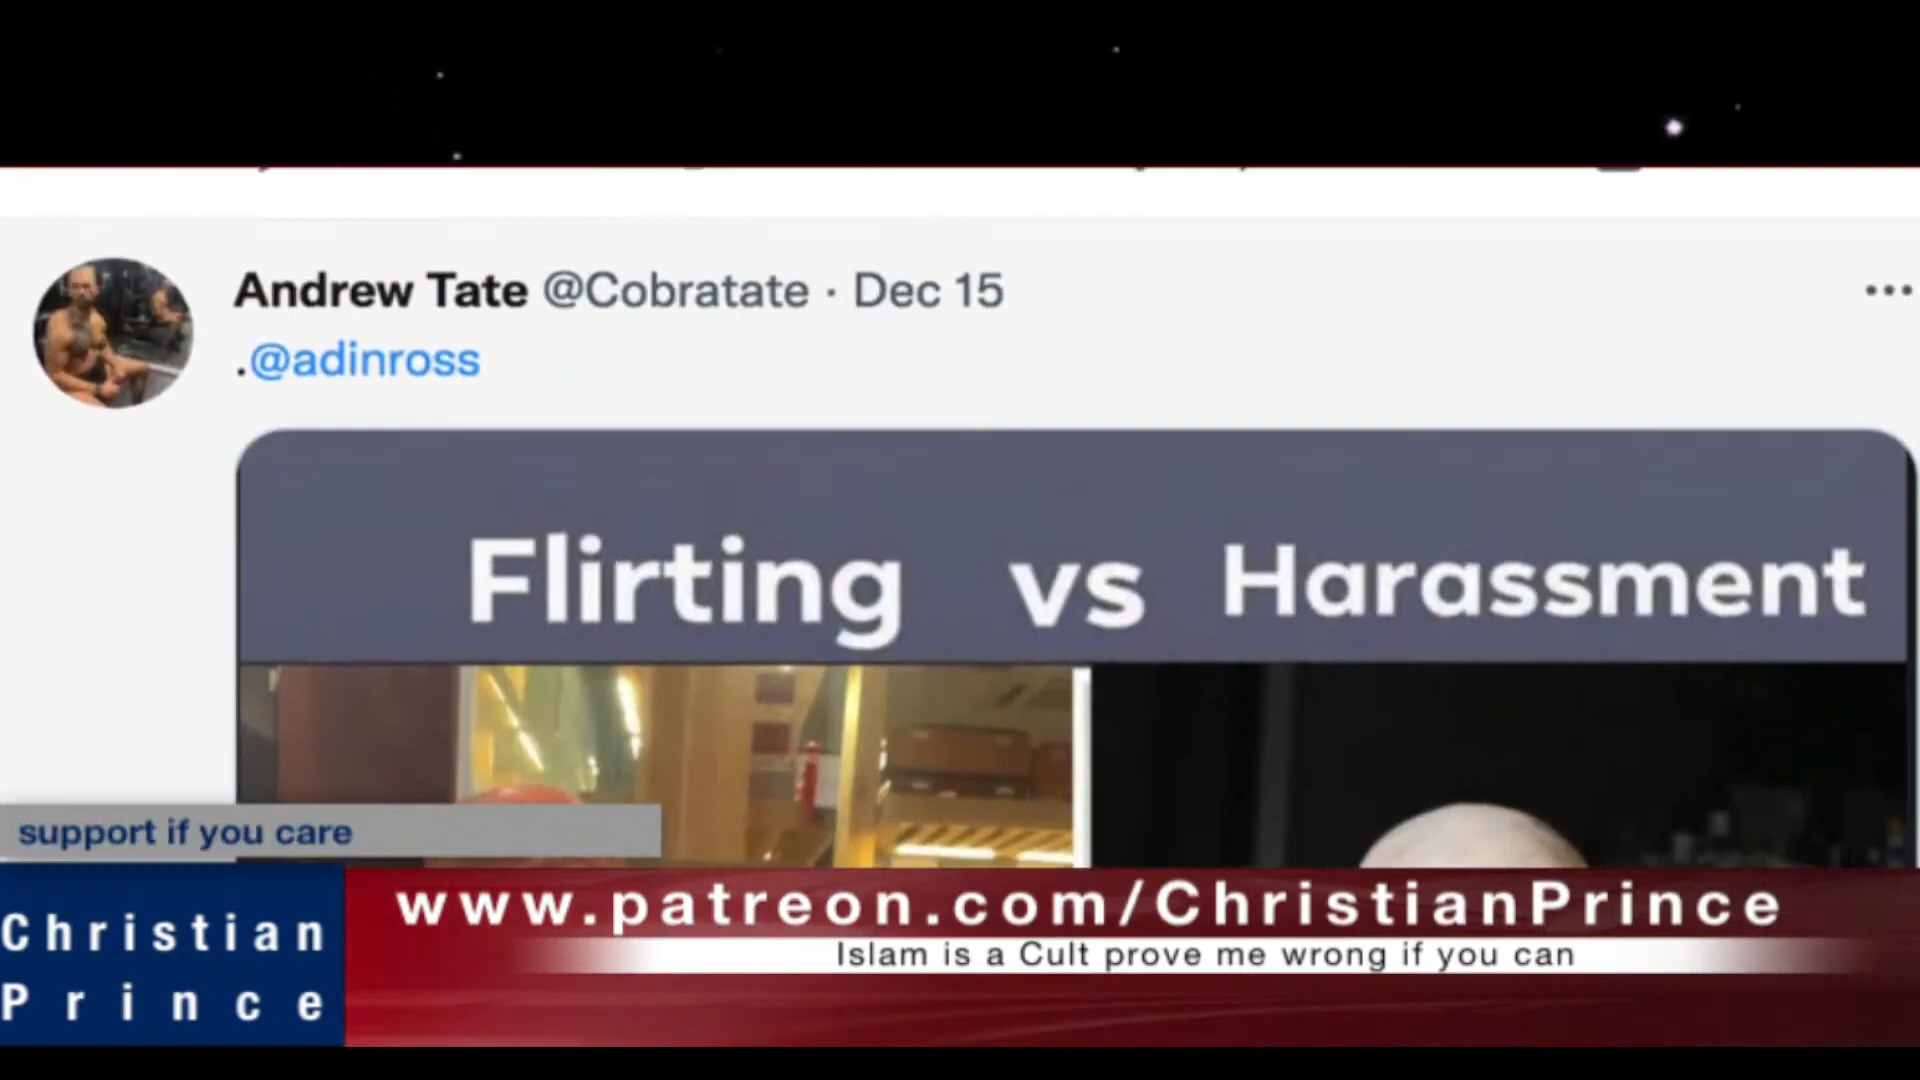 Andrew Tate @Cobratate · Dec 15
.@adinross
Flirting vs Harassment
support if you care
Christian
Prince
www.patreon.com/ChristianPrince
Islam is a Cult prove me wrong if you can